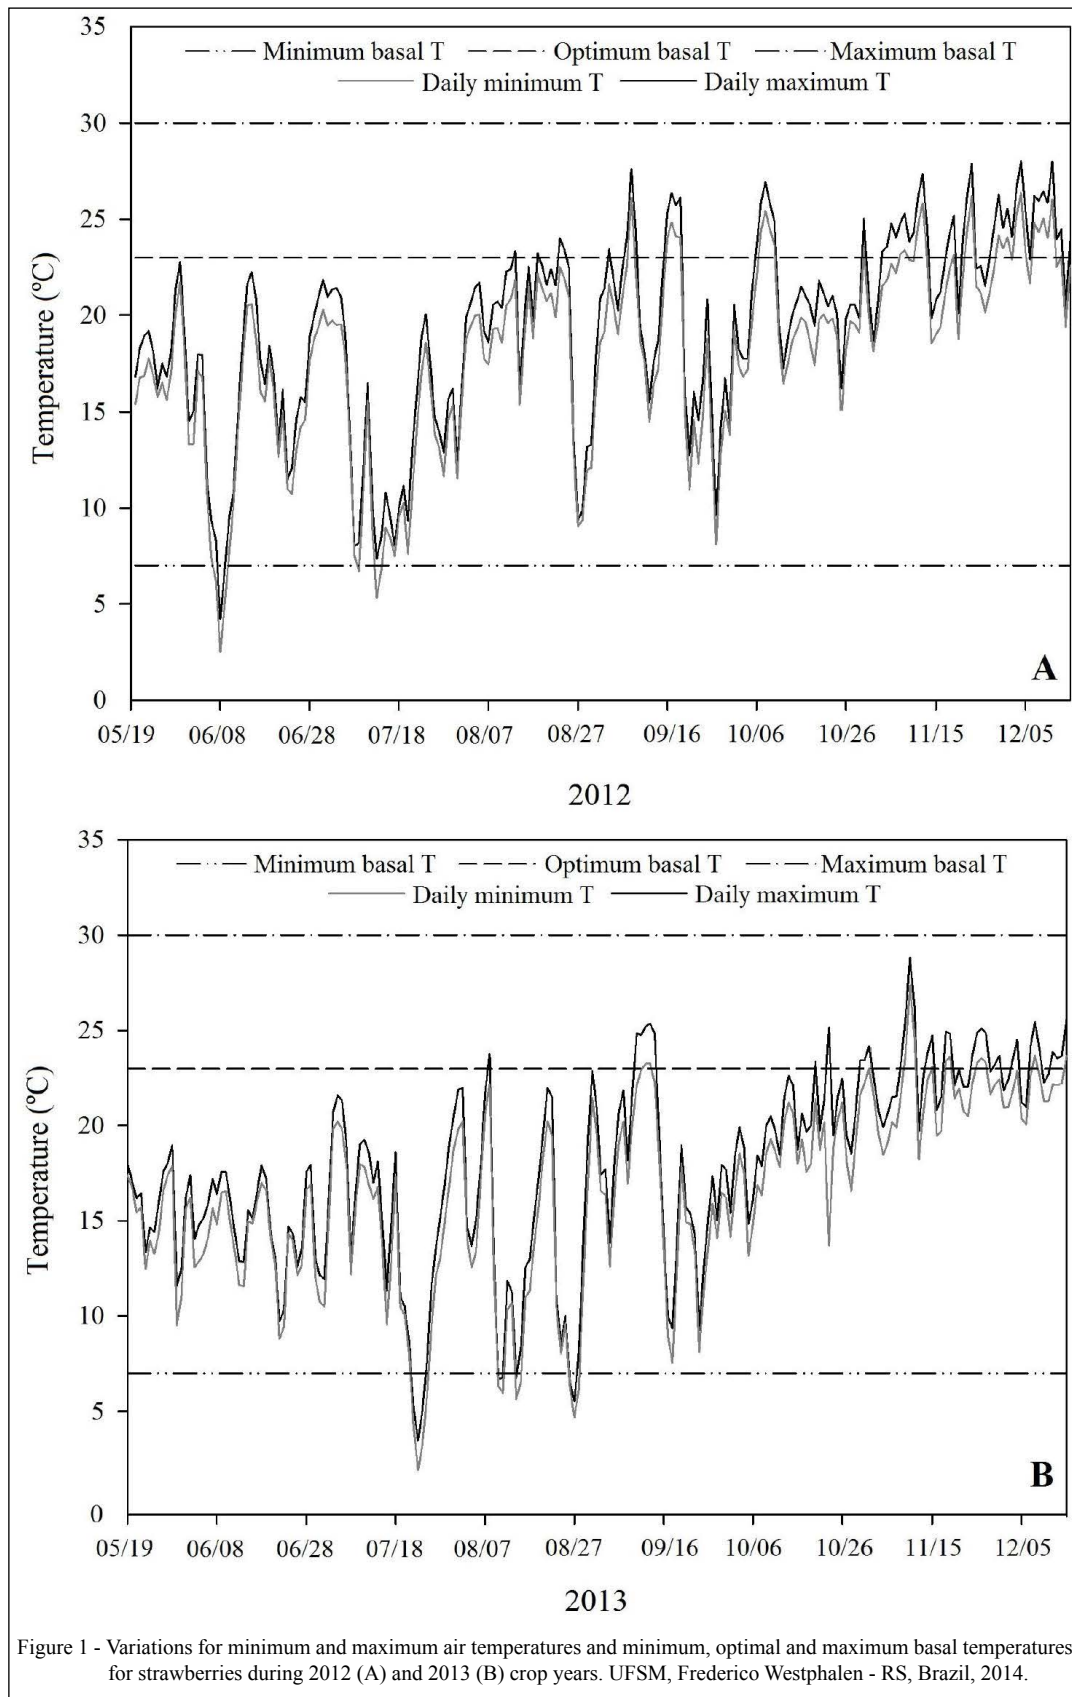 35
Minimum basal T
Optimum basal T
Maximum basal T
Daily minimum T
Daily maximum T
30
25
20
15
10
5
0
Temperature (ºC)
A
05/19 06/08 06/28 07/18 08/07 08/27 09/16 10/06 10/26 11/15 12/05
2012
35
Minimum basal T
Optimum basal T
Maximum basal T
Daily minimum T
Daily maximum T
30
25
20
15
10
5
0
Temperature (ºC)
B
05/19 06/08 06/28 07/18 08/07 08/27 09/16 10/06 10/26 11/15 12/05
2013
Figure 1 - Variations for minimum and maximum air temperatures and minimum, optimal and maximum basal temperatures
for strawberries during 2012 (A) and 2013 (B) crop years. UFSM, Frederico Westphalen - RS, Brazil, 2014.